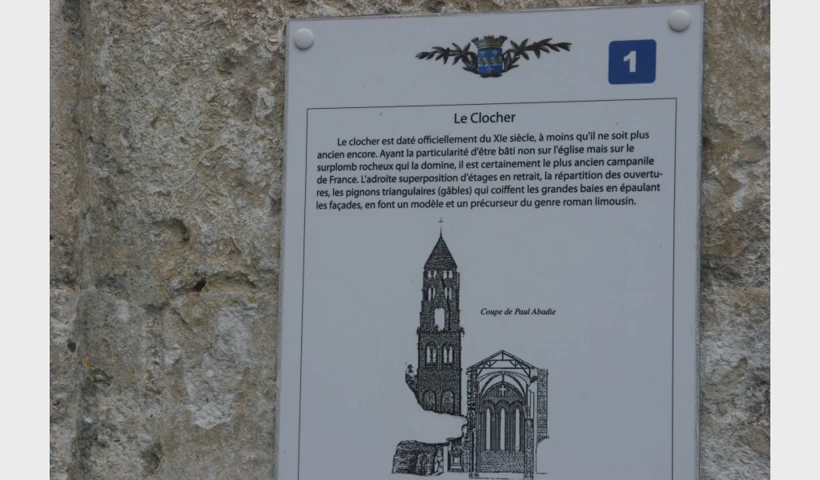 1
Le Clocher
Le clocher est daté officiellement du XIe siècle, à moins qu'il ne soit plus
ancien encore. Ayant la particularité d'être bâti non sur l'église mais sur le
surplomb rocheux qui la domine, il est certainement le plus ancien campanile
de France. L'adroite superposition d'étages en retrait, la répartition des ouvertu-
res, les pignons triangulaires (gâbles) qui coiffent les grandes baies en épaulant
les façades, en font un modèle et un précurseur du genre roman limousin.
Coupe de Paul Abadie